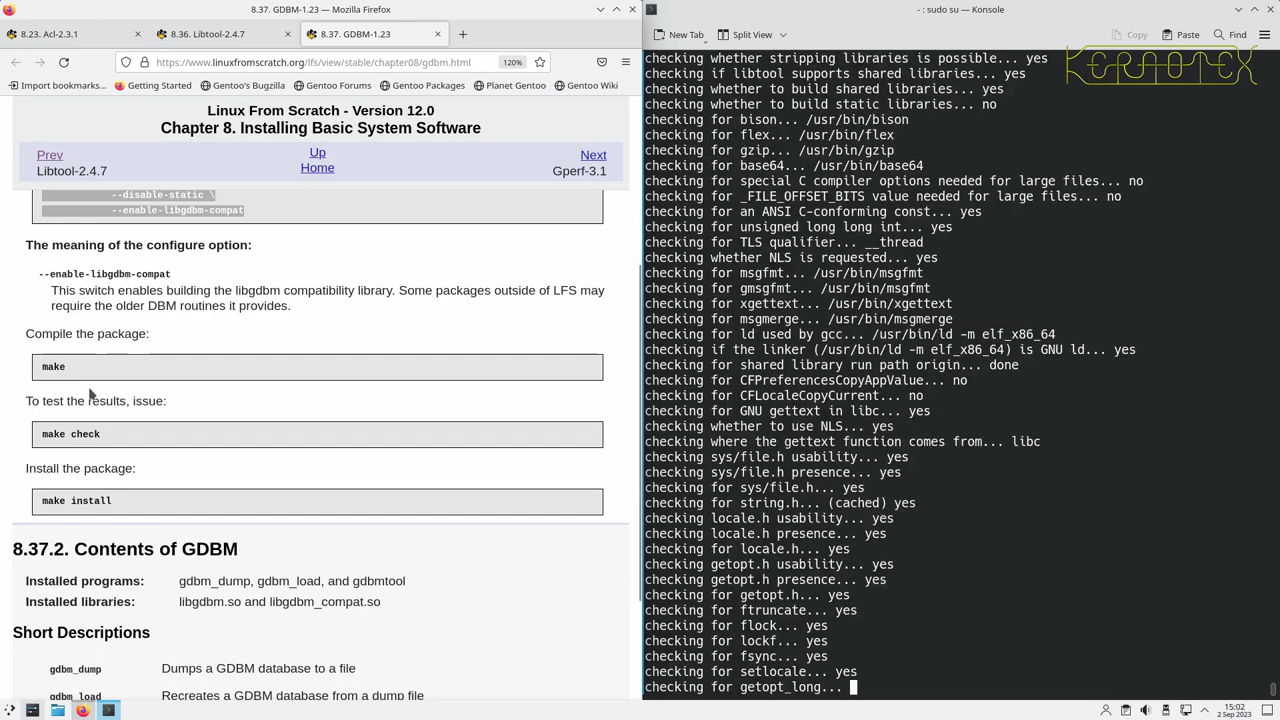 8.37. GDBM-1.23 — Mozilla Firefox
8.23. Acl-2.3.1
8.36. Libtool-2.4.7
8.37. GDBM-1.23
https://www.linuxfromscratch.org/lfs/view/stable/chapter08/gdbm.html
120%
Import bookmarks...
Getting Started
Gentoo's Bugzilla
Gentoo Forums
Gentoo Packages
Planet Gentoo
Gentoo Wiki
Linux From Scratch - Version 12.0
Chapter 8. Installing Basic System Software
Prev
Up
Next
Libtool-2.4.7
Home
Gperf-3.1
--disable-static \
--enable-libgdbm-compat
The meaning of the configure option:
--enable-libgdbm-compat
This switch enables building the libgdbm compatibility library. Some packages outside of LFS may
require the older DBM routines it provides.
Compile the package:
make
To test the results, issue:
make check
Install the package:
make install
8.37.2. Contents of GDBM
Installed programs: gdbm_dump, gdbm_load, and gdbmtool
Installed libraries: libgdbm.so and libgdbm_compat.so
Short Descriptions
gdbm_dump Dumps a GDBM database to a file
gdbm_load Recreates a GDBM database from a dump file
- : sudo su — Konsole
New Tab
Split View
Copy
Paste
Find
KERNOTEX
checking whether stripping libraries is possible... yes
checking if libtool supports shared libraries... yes
checking whether to build shared libraries... yes
checking whether to build static libraries... no
checking for bison... /usr/bin/bison
checking for flex... /usr/bin/flex
checking for gzip... /usr/bin/gzip
checking for base64... /usr/bin/base64
checking for special C compiler options needed for large files... no
checking for _FILE_OFFSET_BITS value needed for large files... no
checking for an ANSI C-conforming const... yes
checking for unsigned long long int... yes
checking for TLS qualifier... __thread
checking whether NLS is requested... yes
checking for msgfmt... /usr/bin/msgfmt
checking for gmsgfmt... /usr/bin/msgfmt
checking for xgettext... /usr/bin/xgettext
checking for msgmerge... /usr/bin/msgmerge
checking for ld used by gcc... /usr/bin/ld -m elf_x86_64
checking if the linker (/usr/bin/ld -m elf_x86_64) is GNU ld... yes
checking for shared library run path origin... done
checking for CFPreferencesCopyAppValue... no
checking for CFLocaleCopyCurrent... no
checking for GNU gettext in libc... yes
checking whether to use NLS... yes
checking where the gettext function comes from... libc
checking sys/file.h usability... yes
checking sys/file.h presence... yes
checking for sys/file.h... yes
checking for string.h... (cached) yes
checking locale.h usability... yes
checking locale.h presence... yes
checking for locale.h... yes
checking getopt.h usability... yes
checking getopt.h presence... yes
checking for getopt.h... yes
checking for ftruncate... yes
checking for flock... yes
checking for lockf... yes
checking for fsync... yes
checking for setlocale... yes
checking for getopt_long...
15:02
2 Sep 2023